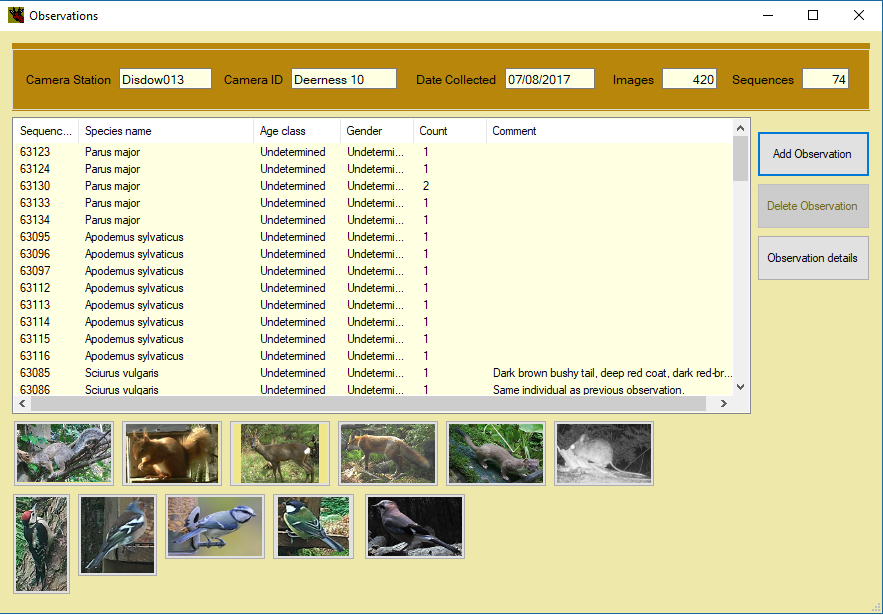 Observations
Camera Station Disdow013 Camera ID Deerness 10 Date Collected 07/08/2017 Images 420 Sequences 74
Sequenc... Species name Age class Gender Count Comment
63123 Parus major Undetermined Undetermi... 1
63124 Parus major Undetermined Undetermi... 1
63130 Parus major Undetermined Undetermi... 2
63133 Parus major Undetermined Undetermi... 1
63134 Parus major Undetermined Undetermi... 1
63095 Apodemus sylvaticus Undetermined Undetermi... 1
63096 Apodemus sylvaticus Undetermined Undetermi... 1
63097 Apodemus sylvaticus Undetermined Undetermi... 1
63112 Apodemus sylvaticus Undetermined Undetermi... 1
63113 Apodemus sylvaticus Undetermined Undetermi... 1
63114 Apodemus sylvaticus Undetermined Undetermi... 1
63115 Apodemus sylvaticus Undetermined Undetermi... 1
63116 Apodemus sylvaticus Undetermined Undetermi... 1
63085 Sciurus vulgaris Undetermined Undetermi... 1 Dark brown bushy tail, deep red coat, dark red-br...
63086 Sciurus vulgaris Undetermined Undetermi... 1 Same individual as previous observation.
Add Observation
Delete Observation
Observation details